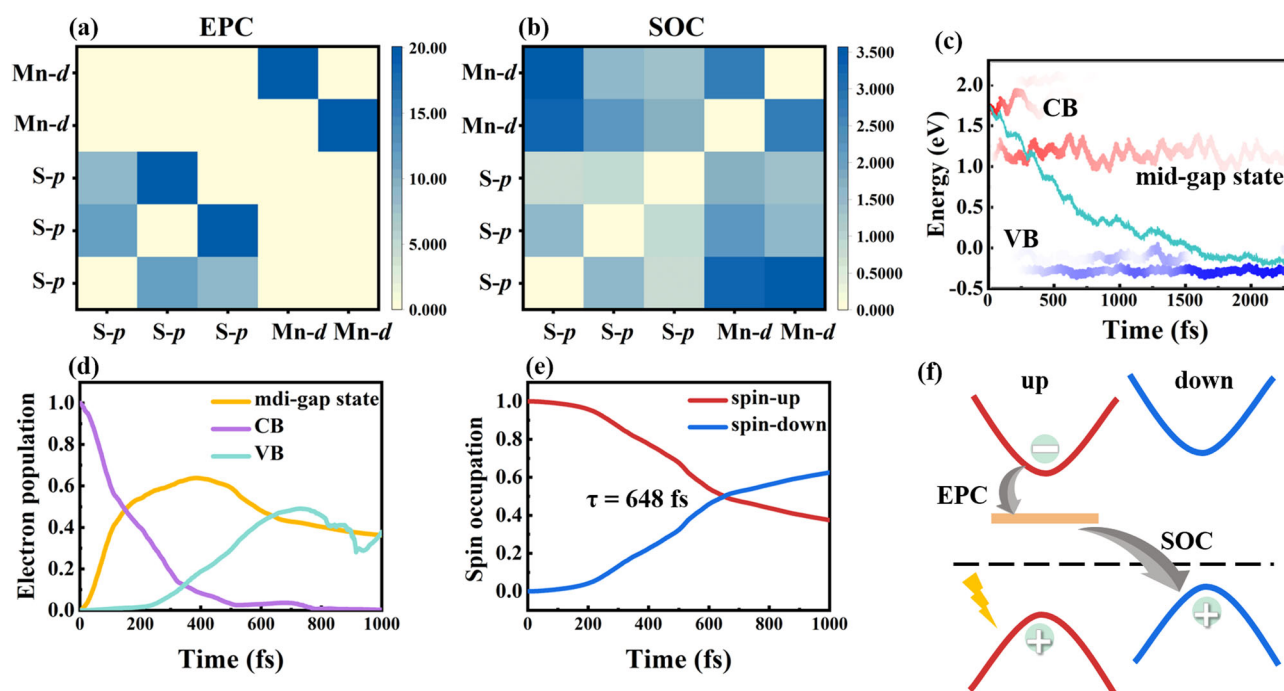 (a) EPC
Mn-d
Mn-d
S-p
S-p
S-p
S-p S-p S-p Mn-d Mn-d
20.00
15.00
10.00
5.000
0.000
(b) SOC
S-p S-p S-p Mn-d Mn-d
3.500
3.000
2.500
2.000
1.500
1.000
0.5000
0.000
(c)
Energy (eV)
2.0
1.5
1.0
0.5
0.0
-0.5
CB
mid-gap state
VB
0 500 1000 1500 2000
Time (fs)
(d)
Electron population
1.0
0.8
0.6
0.4
0.2
0.0
mdi-gap state
CB
VB
0 200 400 600 800 1000
Time (fs)
(e)
Spin occupation
1.0
0.8
0.6
0.4
0.2
0.0
spin-up
spin-down
τ = 648 fs
0 200 400 600 800 1000
Time (fs)
(f)
up down
−
EPC
SOC
+
+